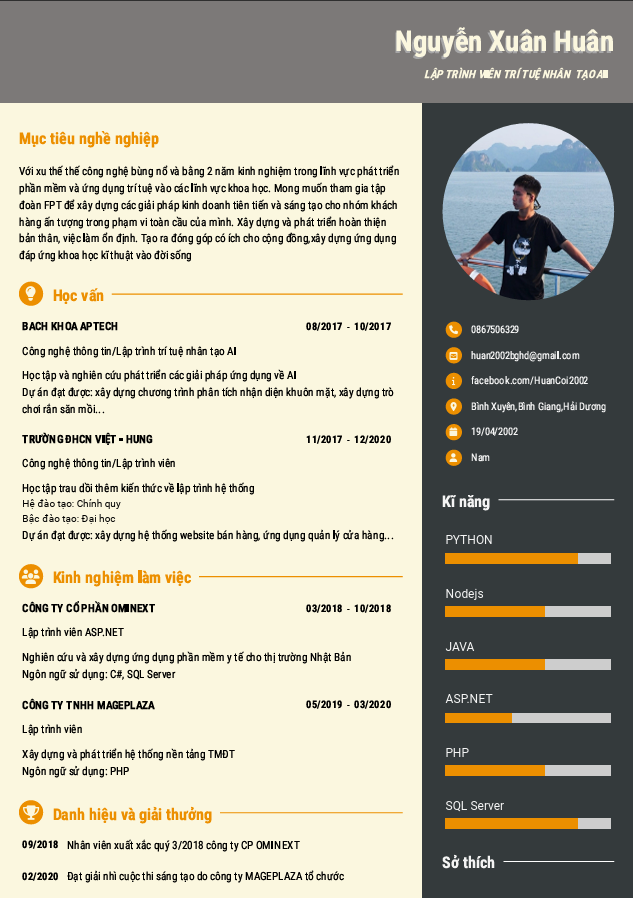 Nguyễn Xuân Huân
LẬP TRÌNH VIÊN TRÍ TUỆ NHÂN TẠO AI
Mục tiêu nghề nghiệp
Với xu thế thế công nghệ bùng nổ và bằng 2 năm kinh nghiệm trong lĩnh vực phát triển
phần mềm và ứng dụng trí tuệ vào các lĩnh vực khoa học. Mong muốn tham gia tập
đoàn FPT để xây dựng các giải pháp kinh doanh tiên tiến và sáng tạo cho nhóm khách
hàng ấn tượng trong phạm vi toàn cầu của mình. Xây dựng và phát triển hoàn thiện
bản thân, việc làm ổn định. Tạo ra đóng góp có ích cho cộng đồng,xây dựng ứng dụng
đáp ứng khoa học kĩ thuật vào đời sống
Học vấn
BACH KHOA APTECH 08/2017 - 10/2017
Công nghệ thông tin/Lập trình trí tuệ nhân tạo AI
Học tập và nghiên cứu phát triển các giải pháp ứng dụng về AI
Dự án đạt được: xây dựng chương trình phân tích nhận diện khuôn mặt, xây dựng trò
chơi rắn săn mồi...
TRƯỜNG ĐHCN VIỆT - HUNG 11/2017 - 12/2020
Công nghệ thông tin/Lập trình viên
Học tập trau dồi thêm kiến thức về lập trình hệ thống
Hệ đào tạo: Chính quy
Bậc đào tạo: Đại học
Dự án đạt được: xây dựng hệ thống website bán hàng, ứng dụng quản lý cửa hàng...
Kinh nghiệm làm việc
CÔNG TY CỔ PHẦN OMINEXT 03/2018 - 10/2018
Lập trình viên ASP.NET
Nghiên cứu và xây dựng ứng dụng phần mềm y tế cho thị trường Nhật Bản
Ngôn ngữ sử dụng: C#, SQL Server
CÔNG TY TNHH MAGEPLAZA 05/2019 - 03/2020
Lập trình viên
Xây dựng và phát triển hệ thống nền tảng TMĐT
Ngôn ngữ sử dụng: PHP
Danh hiệu và giải thưởng
09/2018 Nhân viên xuất xắc quý 3/2018 công ty CP OMINEXT
02/2020 Đạt giải nhì cuộc thi sáng tạo do công ty MAGEPLAZA tổ chước
0867506329
huan2002bghd@gmail.com
facebook.com/HuanCoi2002
Bình Xuyên,Bình Giang,Hải Dương
19/04/2002
Nam
Kĩ năng
PYTHON
Nodejs
JAVA
ASP.NET
PHP
SQL Server
Sở thích